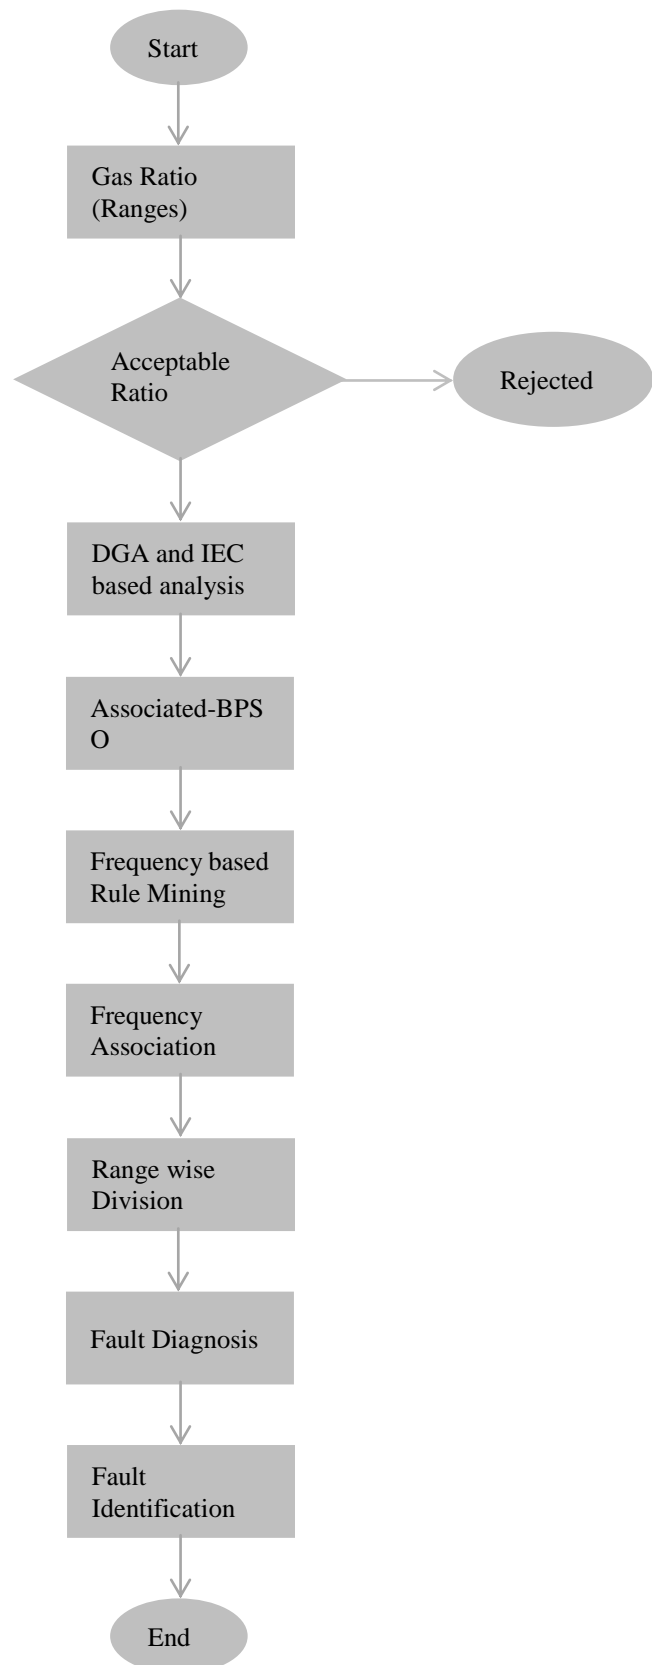 Start
Gas Ratio
(Ranges)
Acceptable
Ratio
Rejected
DGA and IEC
based analysis
Associated-BPS
O
Frequency based
Rule Mining
Frequency
Association
Range wise
Division
Fault Diagnosis
Fault
Identification
End